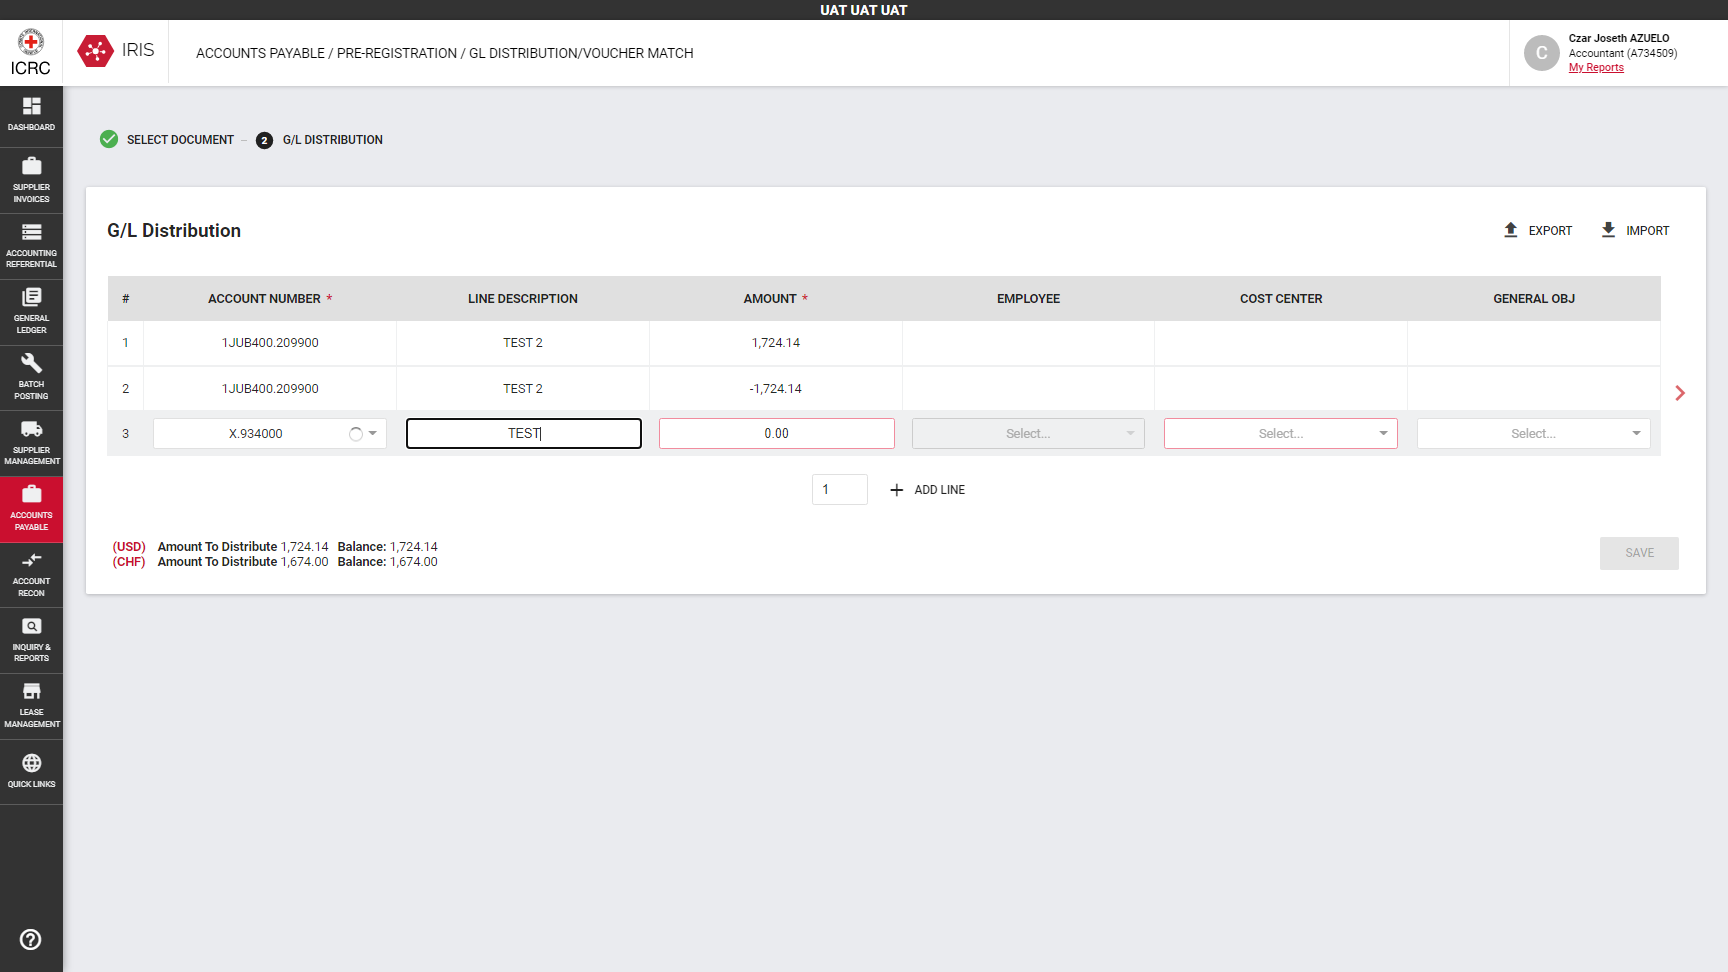 UAT UAT UAT
ICRC
IRIS
ACCOUNTS PAYABLE / PRE-REGISTRATION / GL DISTRIBUTION/VOUCHER MATCH
C
Czar Joseth AZUELO
Accountant (A734509)
My Reports
DASHBOARD
SUPPLIER
INVOICES
ACCOUNTING
REFERENTIAL
GENERAL
LEDGER
BATCH
POSTING
SUPPLIER
MANAGEMENT
ACCOUNTS
PAYABLE
ACCOUNT
RECON
INQUIRY &
REPORTS
LEASE
MANAGEMENT
QUICK LINKS
SELECT DOCUMENT – 2 G/L DISTRIBUTION
G/L Distribution
EXPORT IMPORT
# ACCOUNT NUMBER * LINE DESCRIPTION AMOUNT * EMPLOYEE COST CENTER GENERAL OBJ
1 1JUB400.209900 TEST 2 1,724.14
2 1JUB400.209900 TEST 2 -1,724.14
3 X.934000 TEST 0.00 Select... Select... Select...
1 + ADD LINE
(USD) Amount To Distribute 1,724.14 Balance: 1,724.14
(CHF) Amount To Distribute 1,674.00 Balance: 1,674.00
SAVE